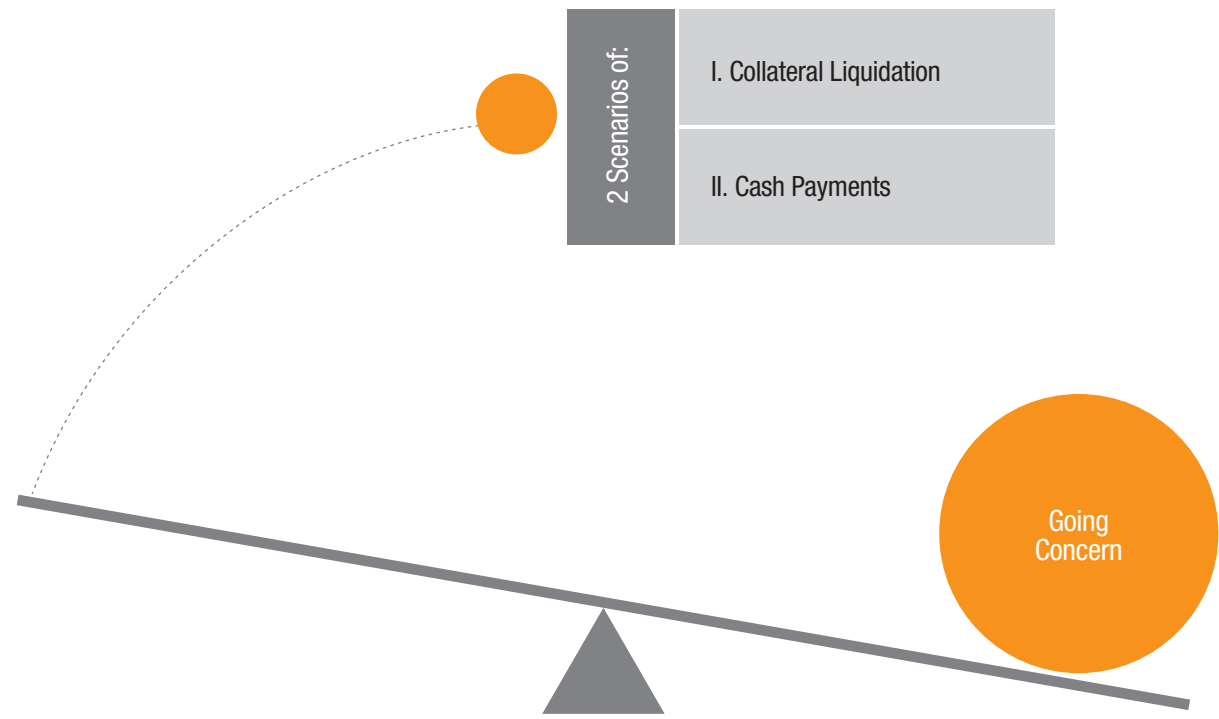 2 Scenarios of:
I. Collateral Liquidation
II. Cash Payments
Going
Concern